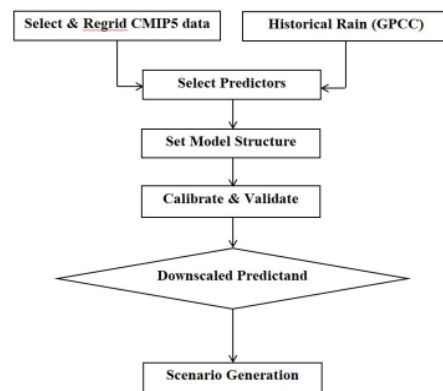 Select & Regrid CMIP5 data
Historical Rain (GPCC)
Select Predictors
Set Model Structure
Calibrate & Validate
Downscaled Predictand
Scenario Generation